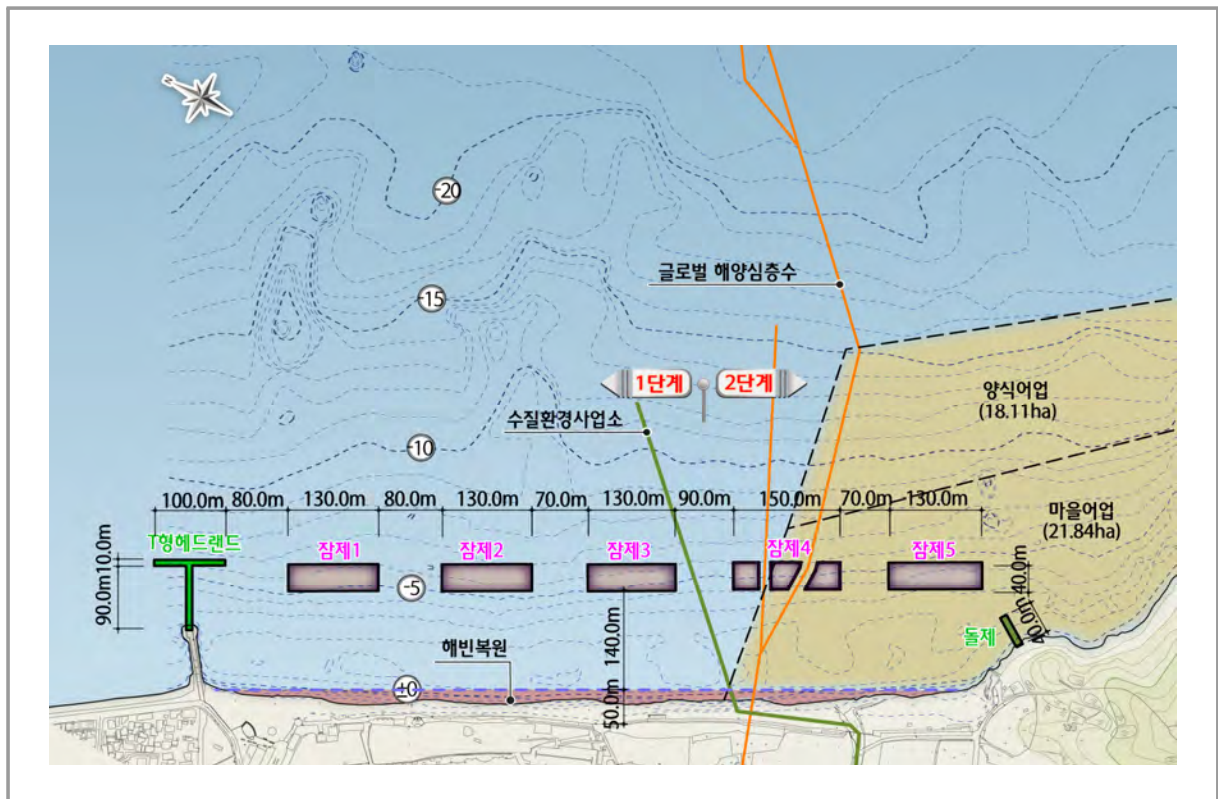 N
-20
글로벌 해양심층수
-15
1단계 2단계
양식어업
(18.11ha)
수질환경사업소
-10
100.0m 80.0m 130.0m 80.0m 130.0m 70.0m 130.0m 90.0m 150.0m 70.0m 130.0m
마을어업
(21.84ha)
T형헤드랜드
잠제1 잠제2 잠제3 잠제4 잠제5
10.0m
90.0m
-5
40.0m
40.0m
돌제
140.0m
해빈복원
±0
50.0m